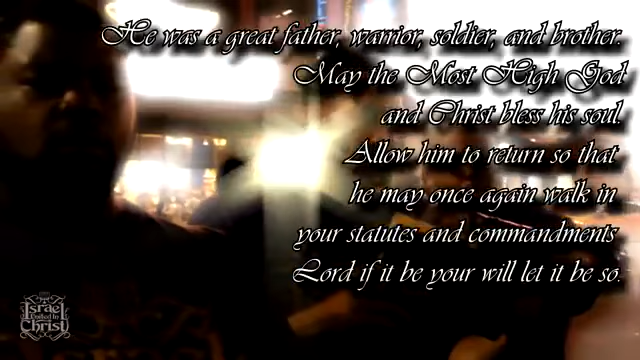 He was a great father, warrior, soldier, and brother.
May the Most High God
and Christ bless his soul.
Allow him to return so that
he may once again walk in
your statutes and commandments
Lord if it be your will let it be so.
Israel
United In
Christ